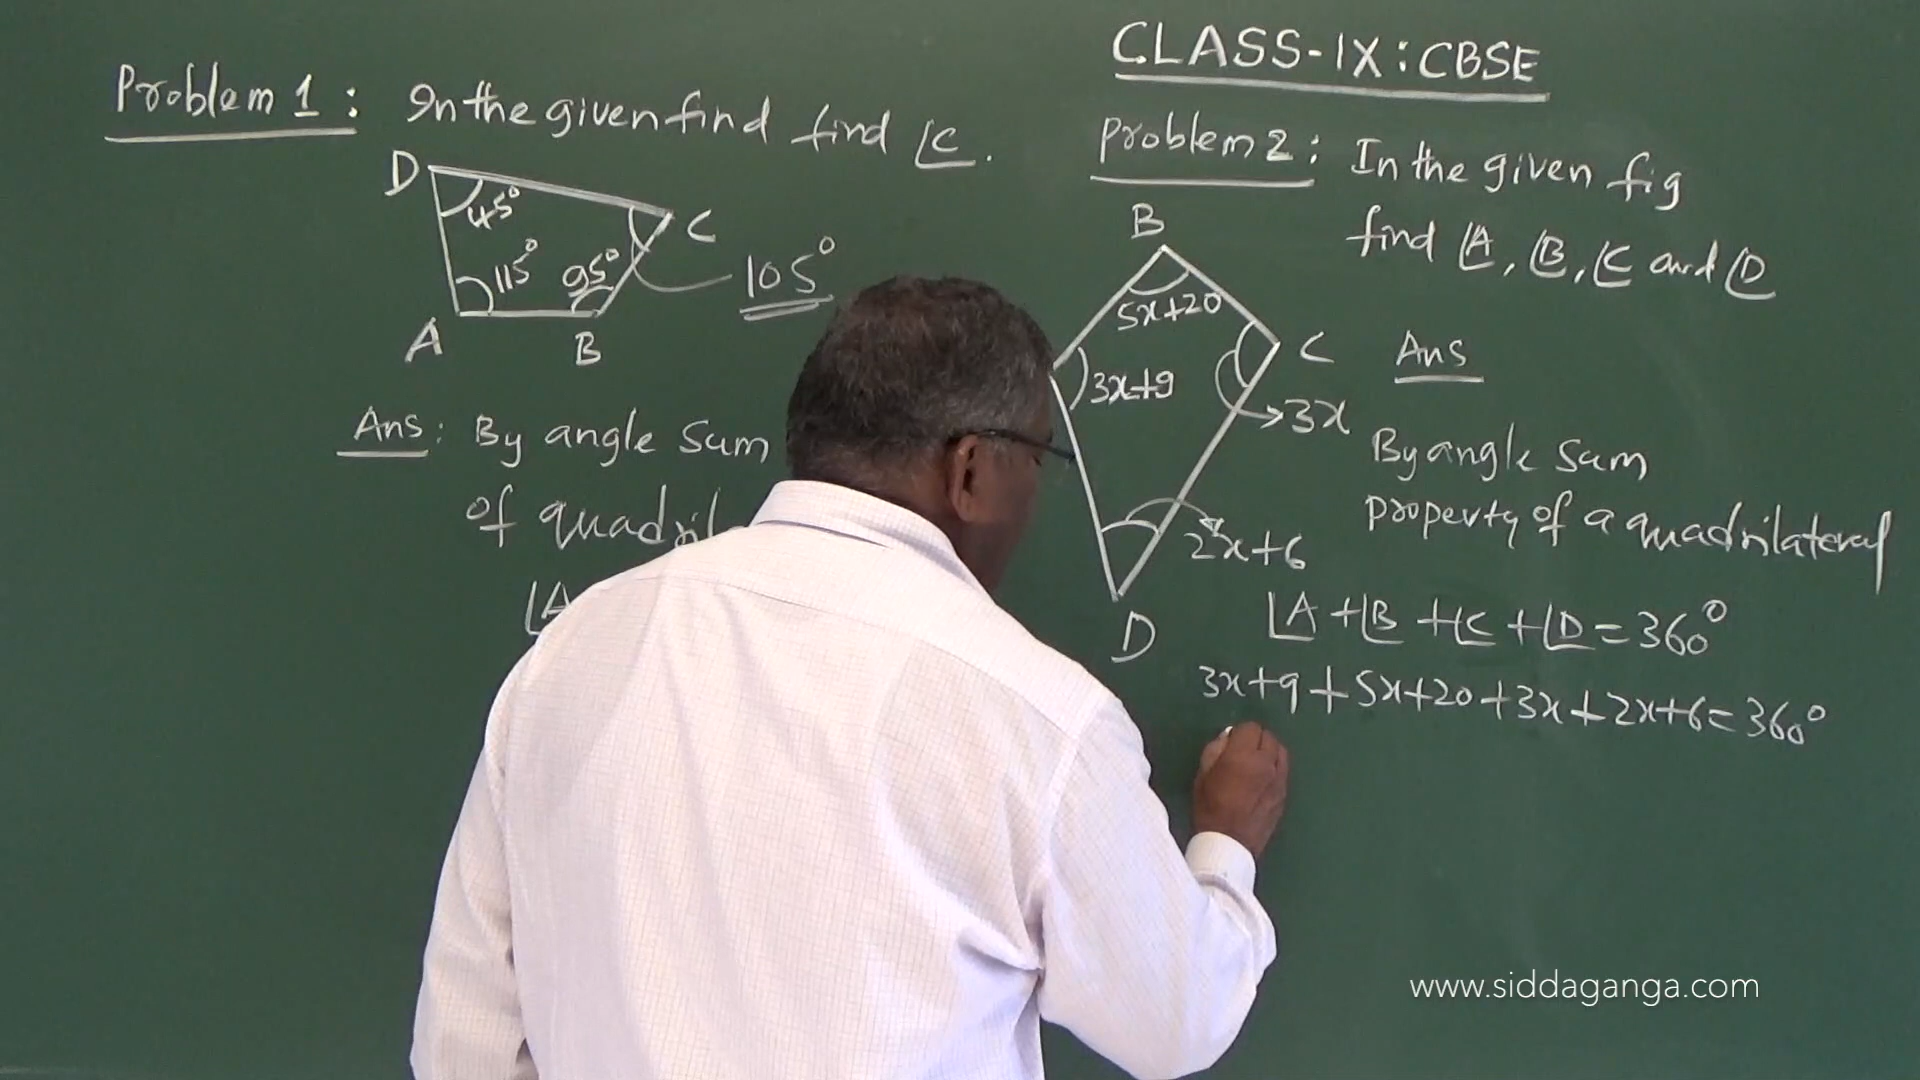 CLASS-IX: CBSE
Problem 1: In the given find find ∠C.
D
45°
C
115°
95°
105°
A
B
Ans: By angle sum
of quadril
∠A
Problem 2: In the given fig
find ∠A, ∠B, ∠C and ∠D
B
5x+20
C
3x+9
3x
2x+6
D
Ans
By angle sum
property of a quadrilateral
∠A +∠B +∠C +∠D = 360°
3x+9+5x+20+3x+2x+6=360°
www.siddaganga.com